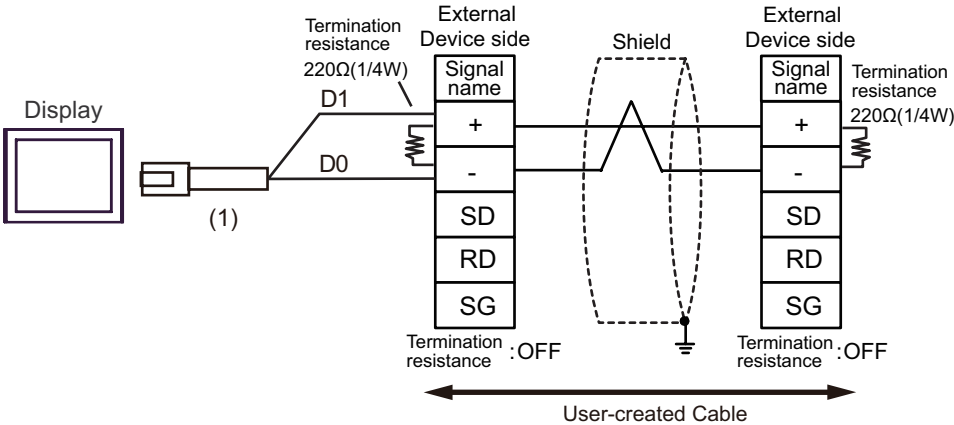 Display
(1)
D1
D0
Termination
resistance
220Ω(1/4W)
External
Device side
Signal
name
+
-
SD
RD
SG
Termination
resistance :OFF
Shield
External
Device side
Signal
name
+
-
SD
RD
SG
Termination
resistance :OFF
Termination
resistance
220Ω(1/4W)
User-created Cable